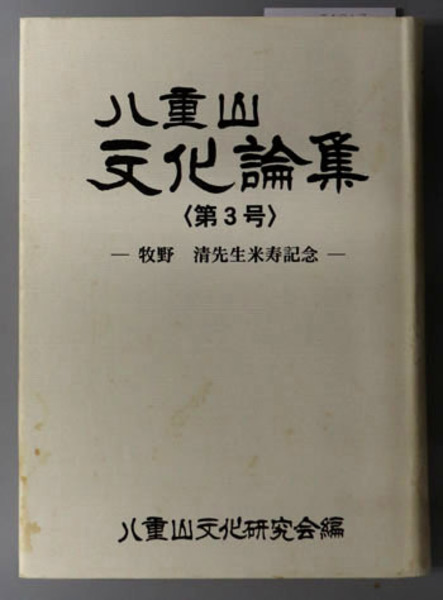 八重山
文化論集
〈第3号〉
― 牧野　清先生米寿記念 ―
八重山文化研究会編